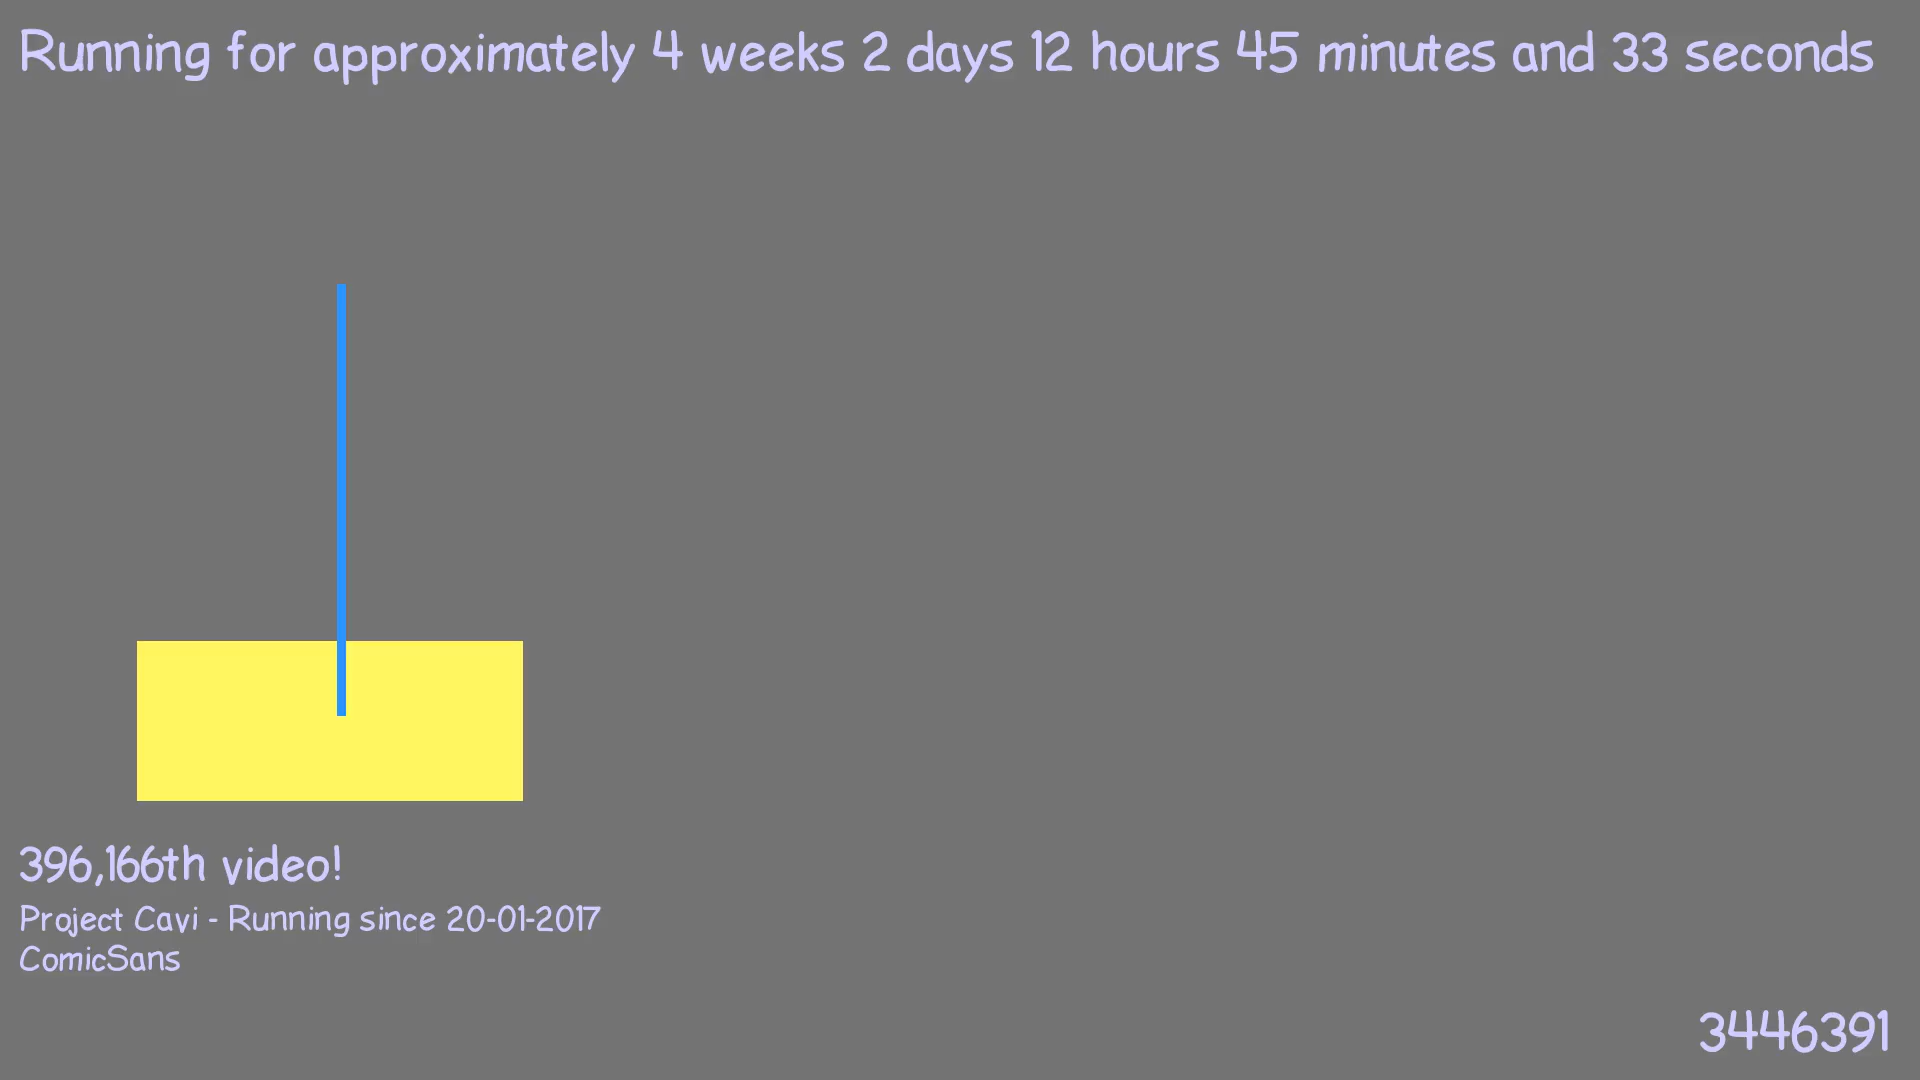 Running for approximately 4 weeks 2 days 12 hours 45 minutes and 33 seconds
396,166th video!
Project Cavi - Running since 20-01-2017
ComicSans
3446391